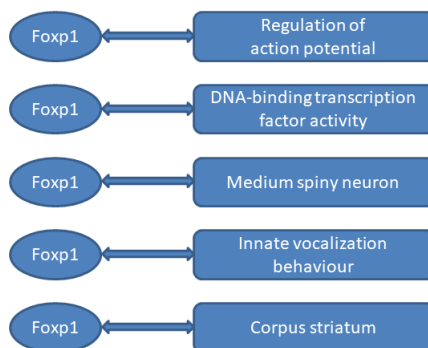 Foxp1
Regulation of
action potential
Foxp1
DNA-binding transcription
factor activity
Foxp1
Medium spiny neuron
Foxp1
Innate vocalization
behaviour
Foxp1
Corpus striatum